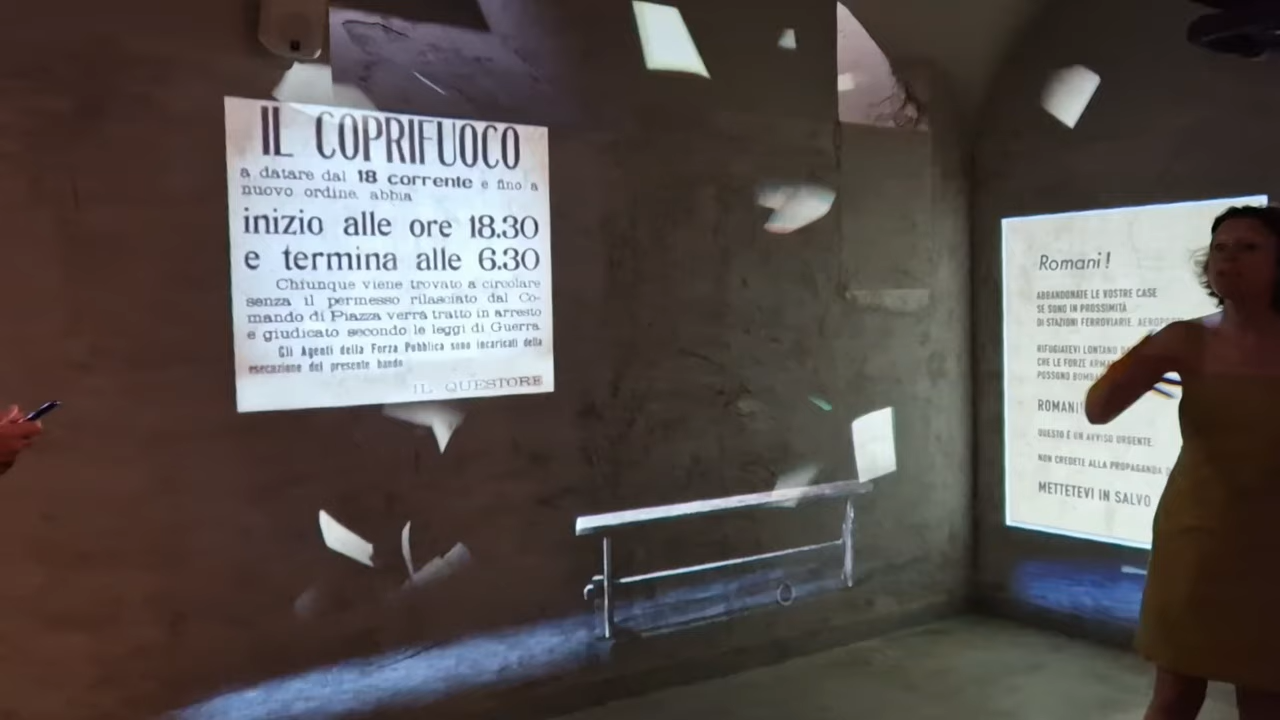 IL COPRIFUOCO
a datare dal 18 corrente e fino a
nuovo ordine, abbia
inizio alle ore 18.30
e termina alle 6.30
Chiunque viene trovato a circolare
senza il permesso rilasciato dal Co-
mando di Piazza verrà tratto in arresto
e giudicato secondo le leggi di Guerra
Gli Agenti della Forza Pubblica sono incaricati della
esecuzione del presente bando
IL QUESTORE
Romani!
ABBANDONATE LE VOSTRE CASE
SE SONO IN PROSSIMITÀ
DI STAZIONI FERROVIARIE, AEROPO
RIFUGIATEVI LONTANO
CHE LE FORZE ARMA
POSSONO BOMBA
ROMANI!
QUESTO È UN AVVISO URGENTE.
NON CREDETE ALLA PROPAGANDA
METTETEVI IN SALVO